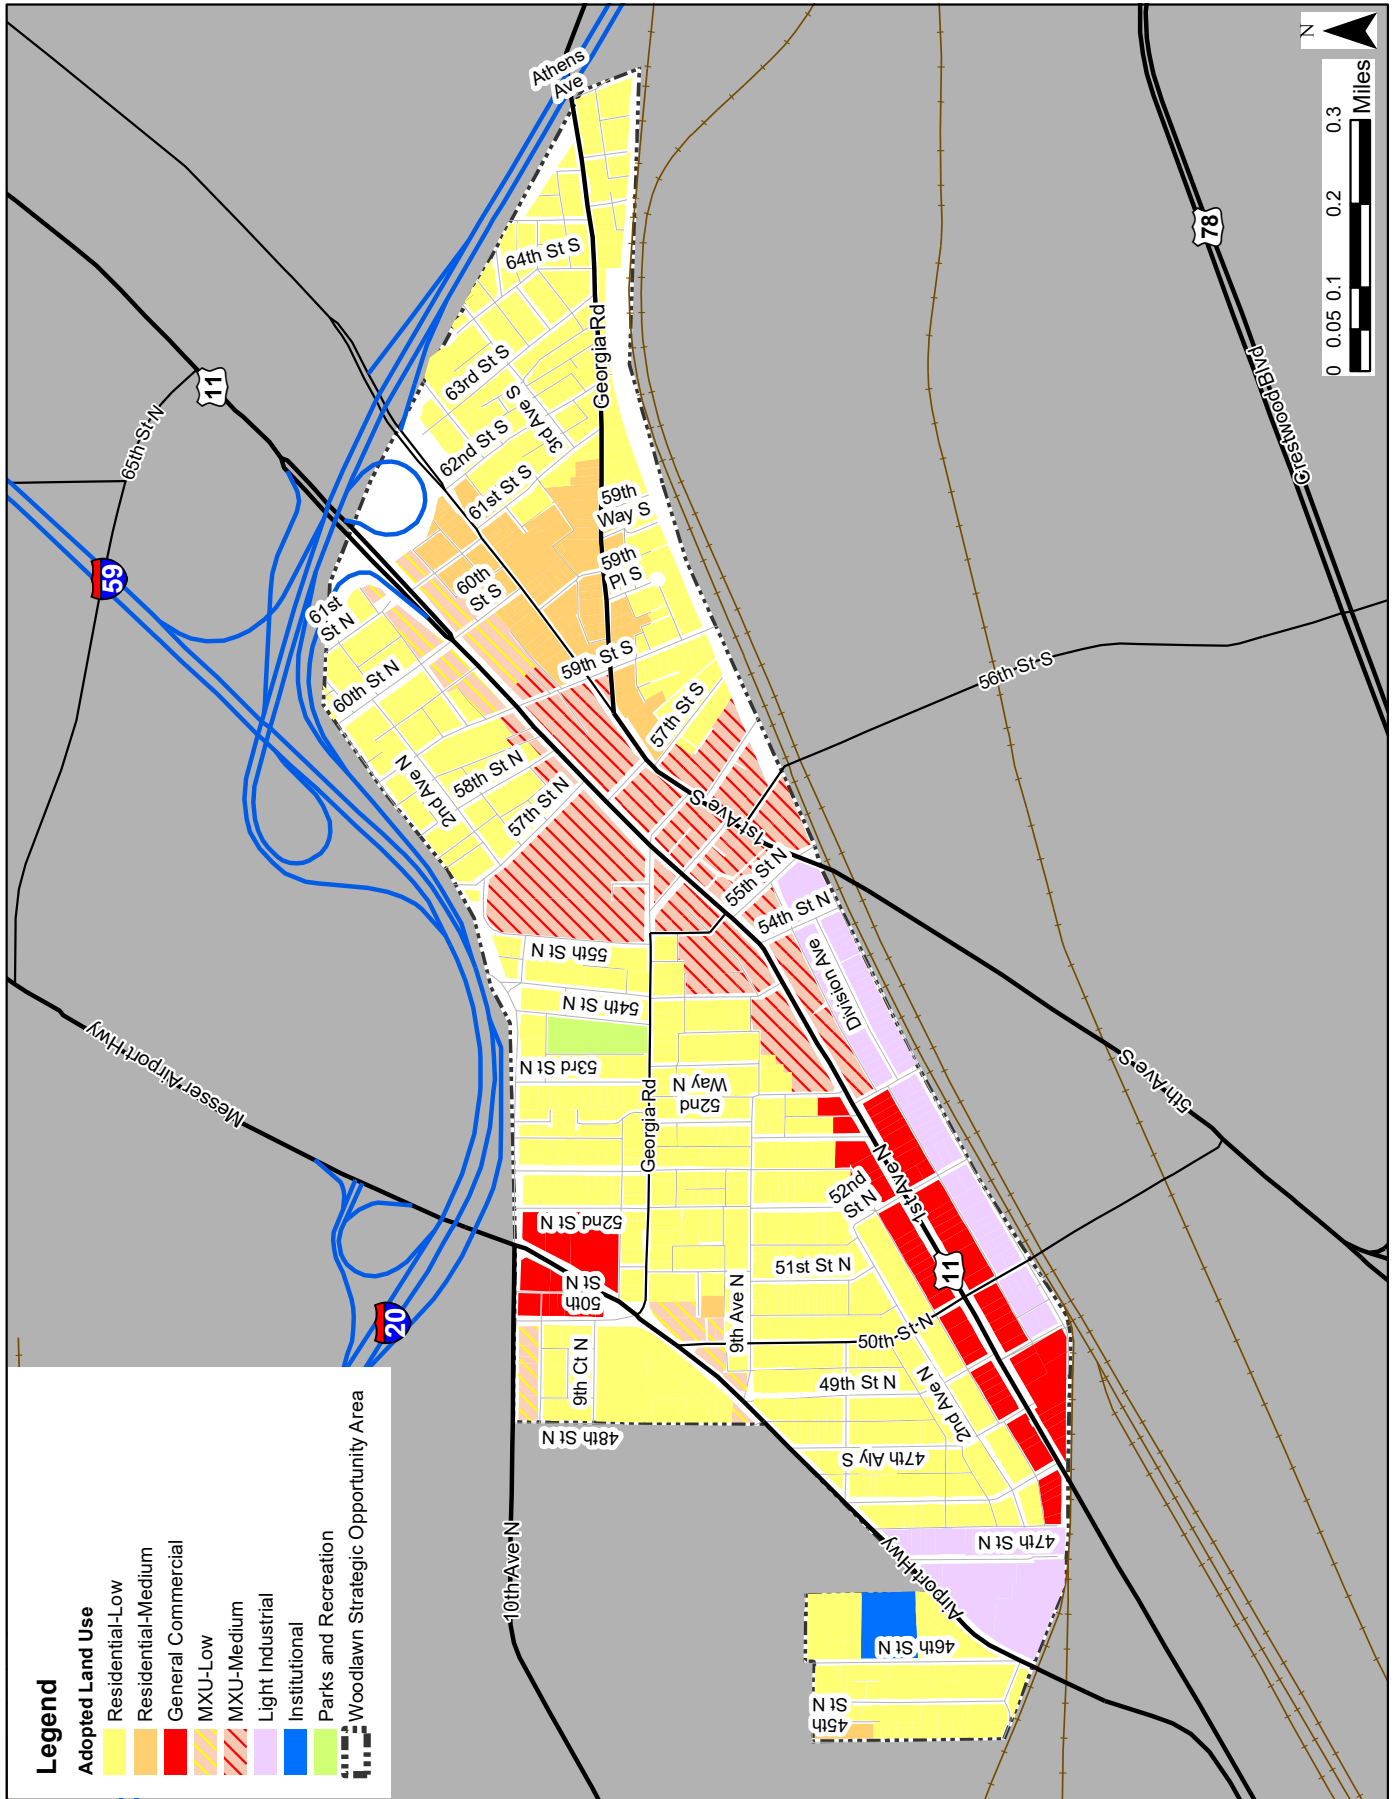 Legend
Adopted Land Use
Residential-Low
Residential-Medium
General Commercial
MXU-Low
MXU-Medium
Light Industrial
Institutional
Parks and Recreation
Woodlawn Strategic Opportunity Area
Messer Airport Hwy
65th St N
59
11
20
Athens
Ave
64th St S
63rd St S
3rd Ave S
62nd St S
61st St S
Georgia Rd
59th
Way S
59th
Pl S
60th
St S
61st
St N
60th St N
59th St S
57th St S
2nd Ave N
58th St N
57th St N
1st Ave S
55th St N
54th St N
Division Ave
55th St N
54th St N
53rd St N
52nd
Way N
Georgia Rd
52nd St N
50th
St N
52nd
St N
1st Ave N
11
51st St N
9th Ave N
50th St N
9th Ct N
49th St N
2nd Ave N
48th St N
47th Aly S
47th St N
10th Ave N
Airport Hwy
46th St N
45th
St N
56th St S
5th Ave S
78
Crestwood Blvd
N
0
0.05
0.1
0.2
0.3
Miles